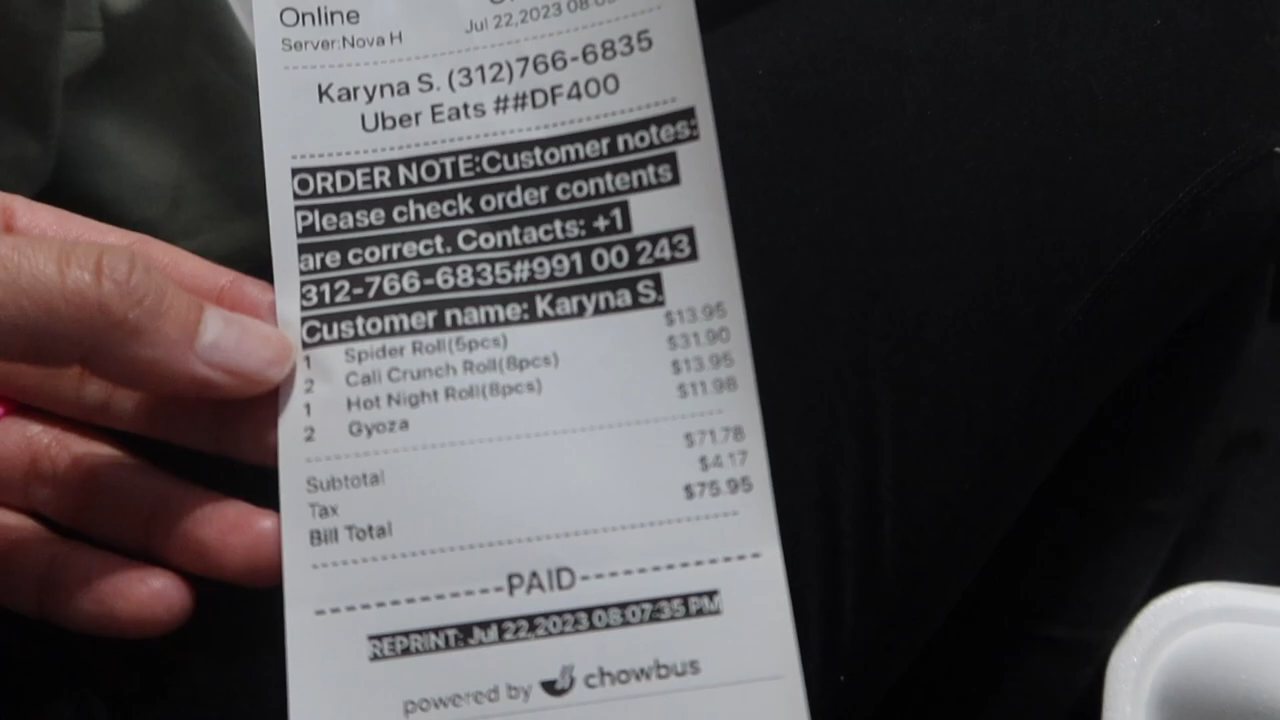 Online
Server:Nova H
Jul 22,2023 08
Karyna S. (312)766-6835
Uber Eats ##DF400
ORDER NOTE:Customer notes:
Please check order contents
are correct. Contacts: +1
312-766-6835#991 00 243
Customer name: Karyna S.
1 Spider Roll(5pcs) $13.95
2 Cali Crunch Roll(8pcs) $31.90
1 Hot Night Roll(8pcs) $13.95
2 Gyoza $11.98
Subtotal $71.78
Tax $4.17
Bill Total $75.95
------------PAID------------
REPRINT: Jul 22,2023 08:07:35 PM
powered by chowbus